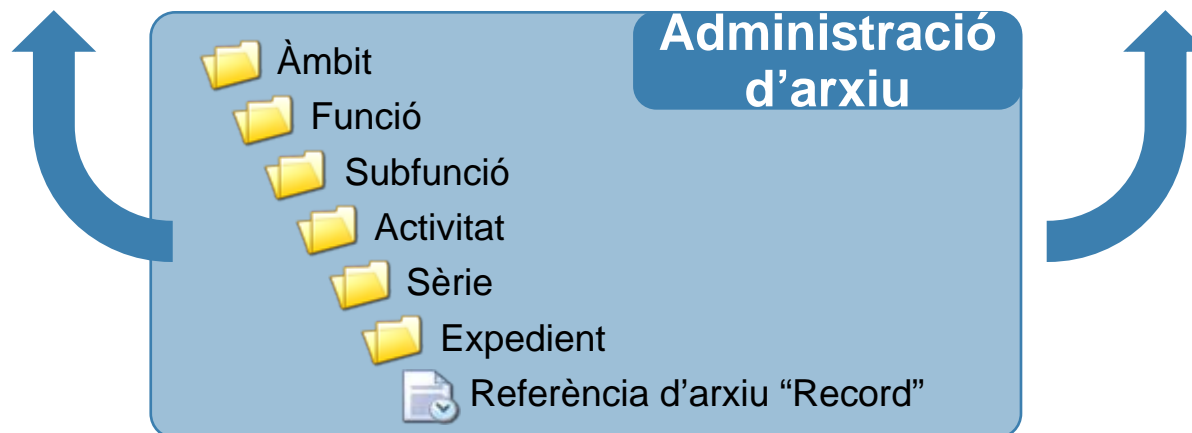 Administració
d’arxiu
Àmbit
Funció
Subfunció
Activitat
Sèrie
Expedient
Referència d’arxiu “Record”